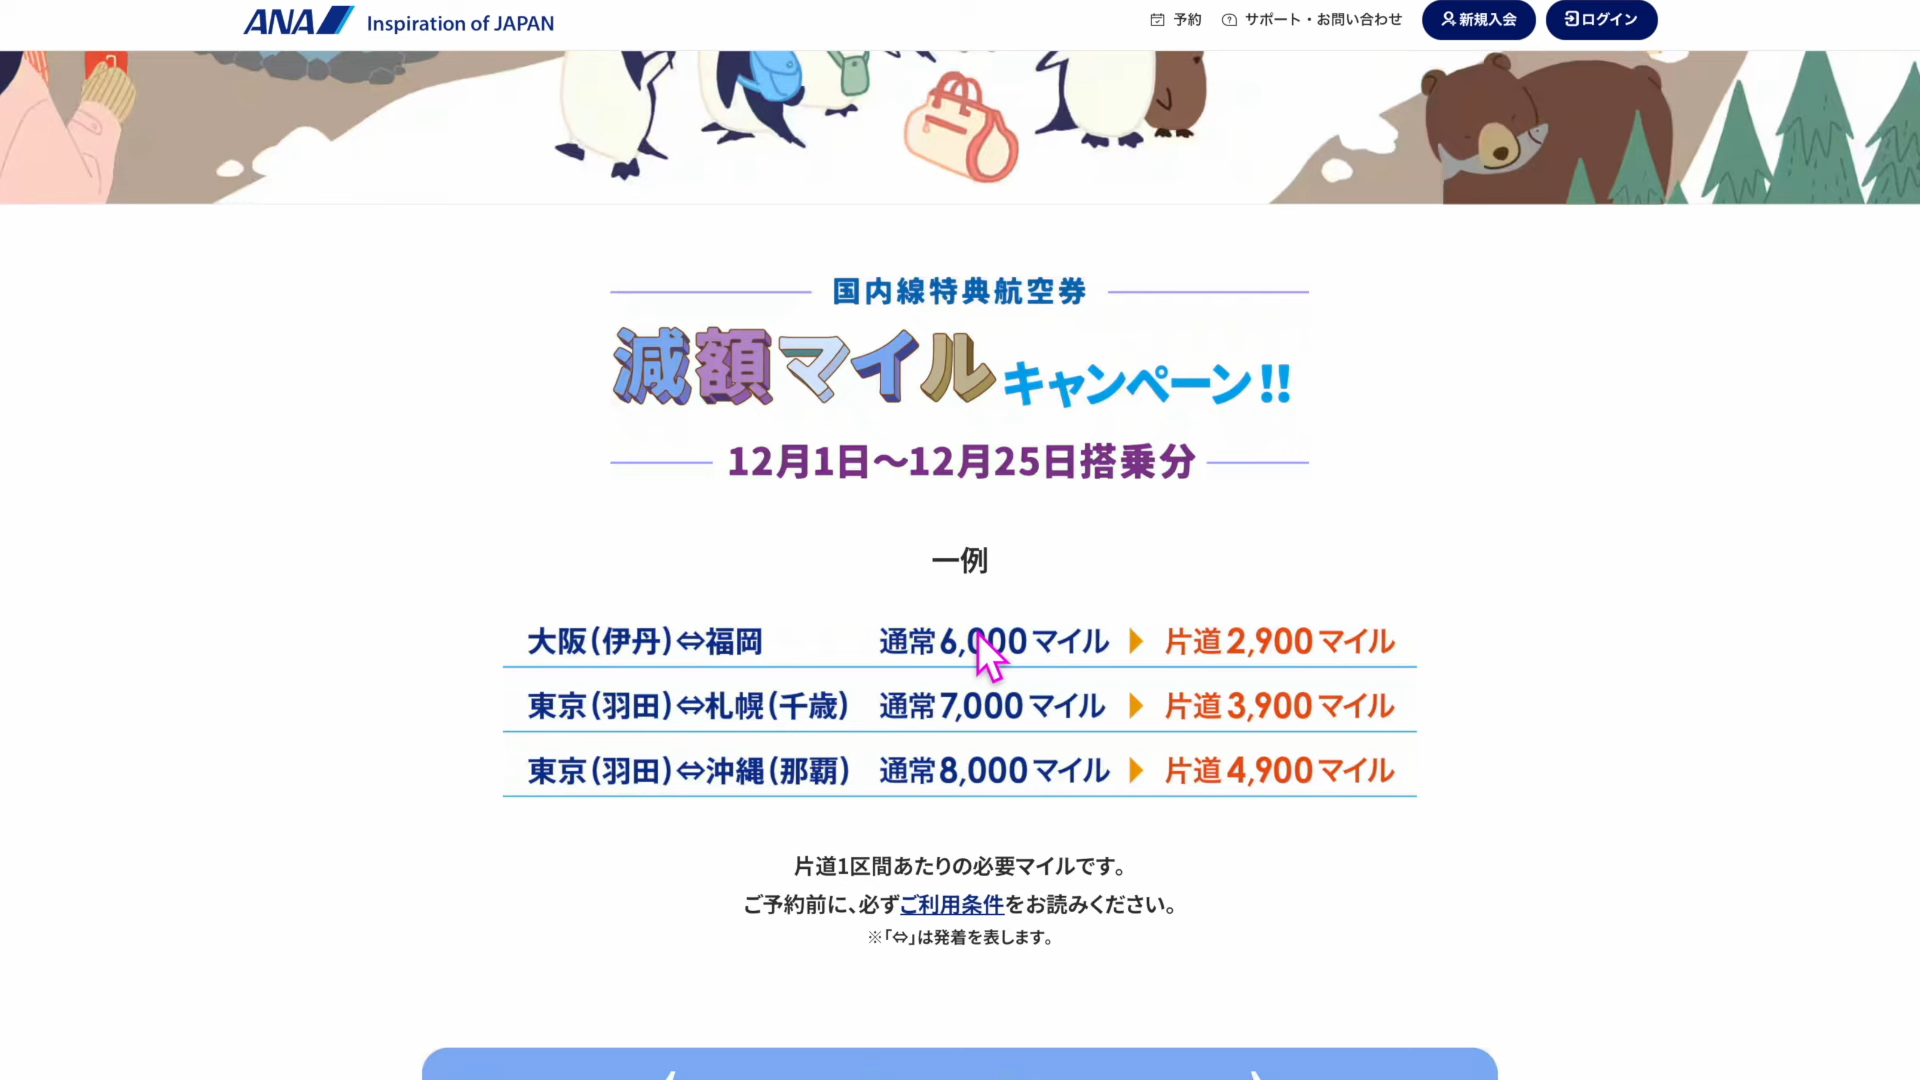 ANA Inspiration of JAPAN
予約 サポート・お問い合わせ 新規入会 ログイン
国内線特典航空券
減額マイルキャンペーン!!
12月1日〜12月25日搭乗分
一例
大阪(伊丹)⇔福岡 通常6,000マイル ▶ 片道2,900マイル
東京(羽田)⇔札幌(千歳) 通常7,000マイル ▶ 片道3,900マイル
東京(羽田)⇔沖縄(那覇) 通常8,000マイル ▶ 片道4,900マイル
片道1区間あたりの必要マイルです。
ご予約前に、必ずご利用条件をお読みください。
※「⇔」は発着を表します。